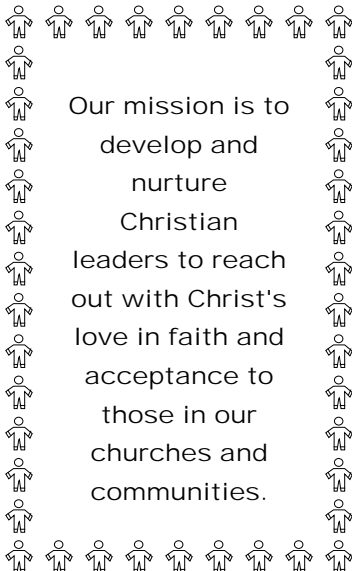 Our mission is to
develop and
nurture
Christian
leaders to reach
out with Christ's
love in faith and
acceptance to
those in our
churches and
communities.